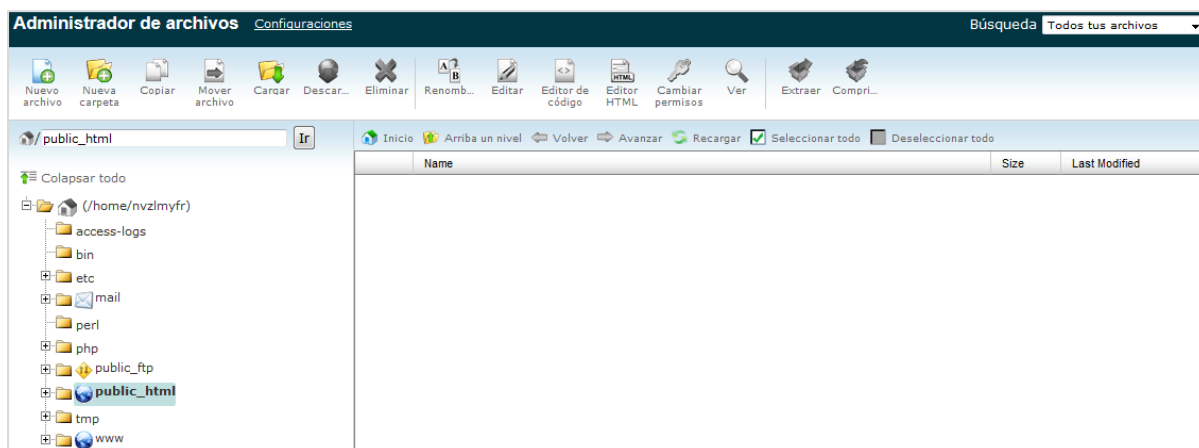 Administrador de archivos Configuraciones Búsqueda Todos tus archivos
Nuevo archivo Nueva carpeta Copiar Mover archivo Cargar Descar... Eliminar Renomb... Editar Editor de código Editor HTML Cambiar permisos Ver Extraer Compri...
/ public_html Ir
Inicio Arriba un nivel Volver Avanzar Recargar Seleccionar todo Deseleccionar todo
Name Size Last Modified
Colapsar todo
(/home/nvzlmyfr)
access-logs
bin
etc
mail
perl
php
public_ftp
public_html
tmp
www